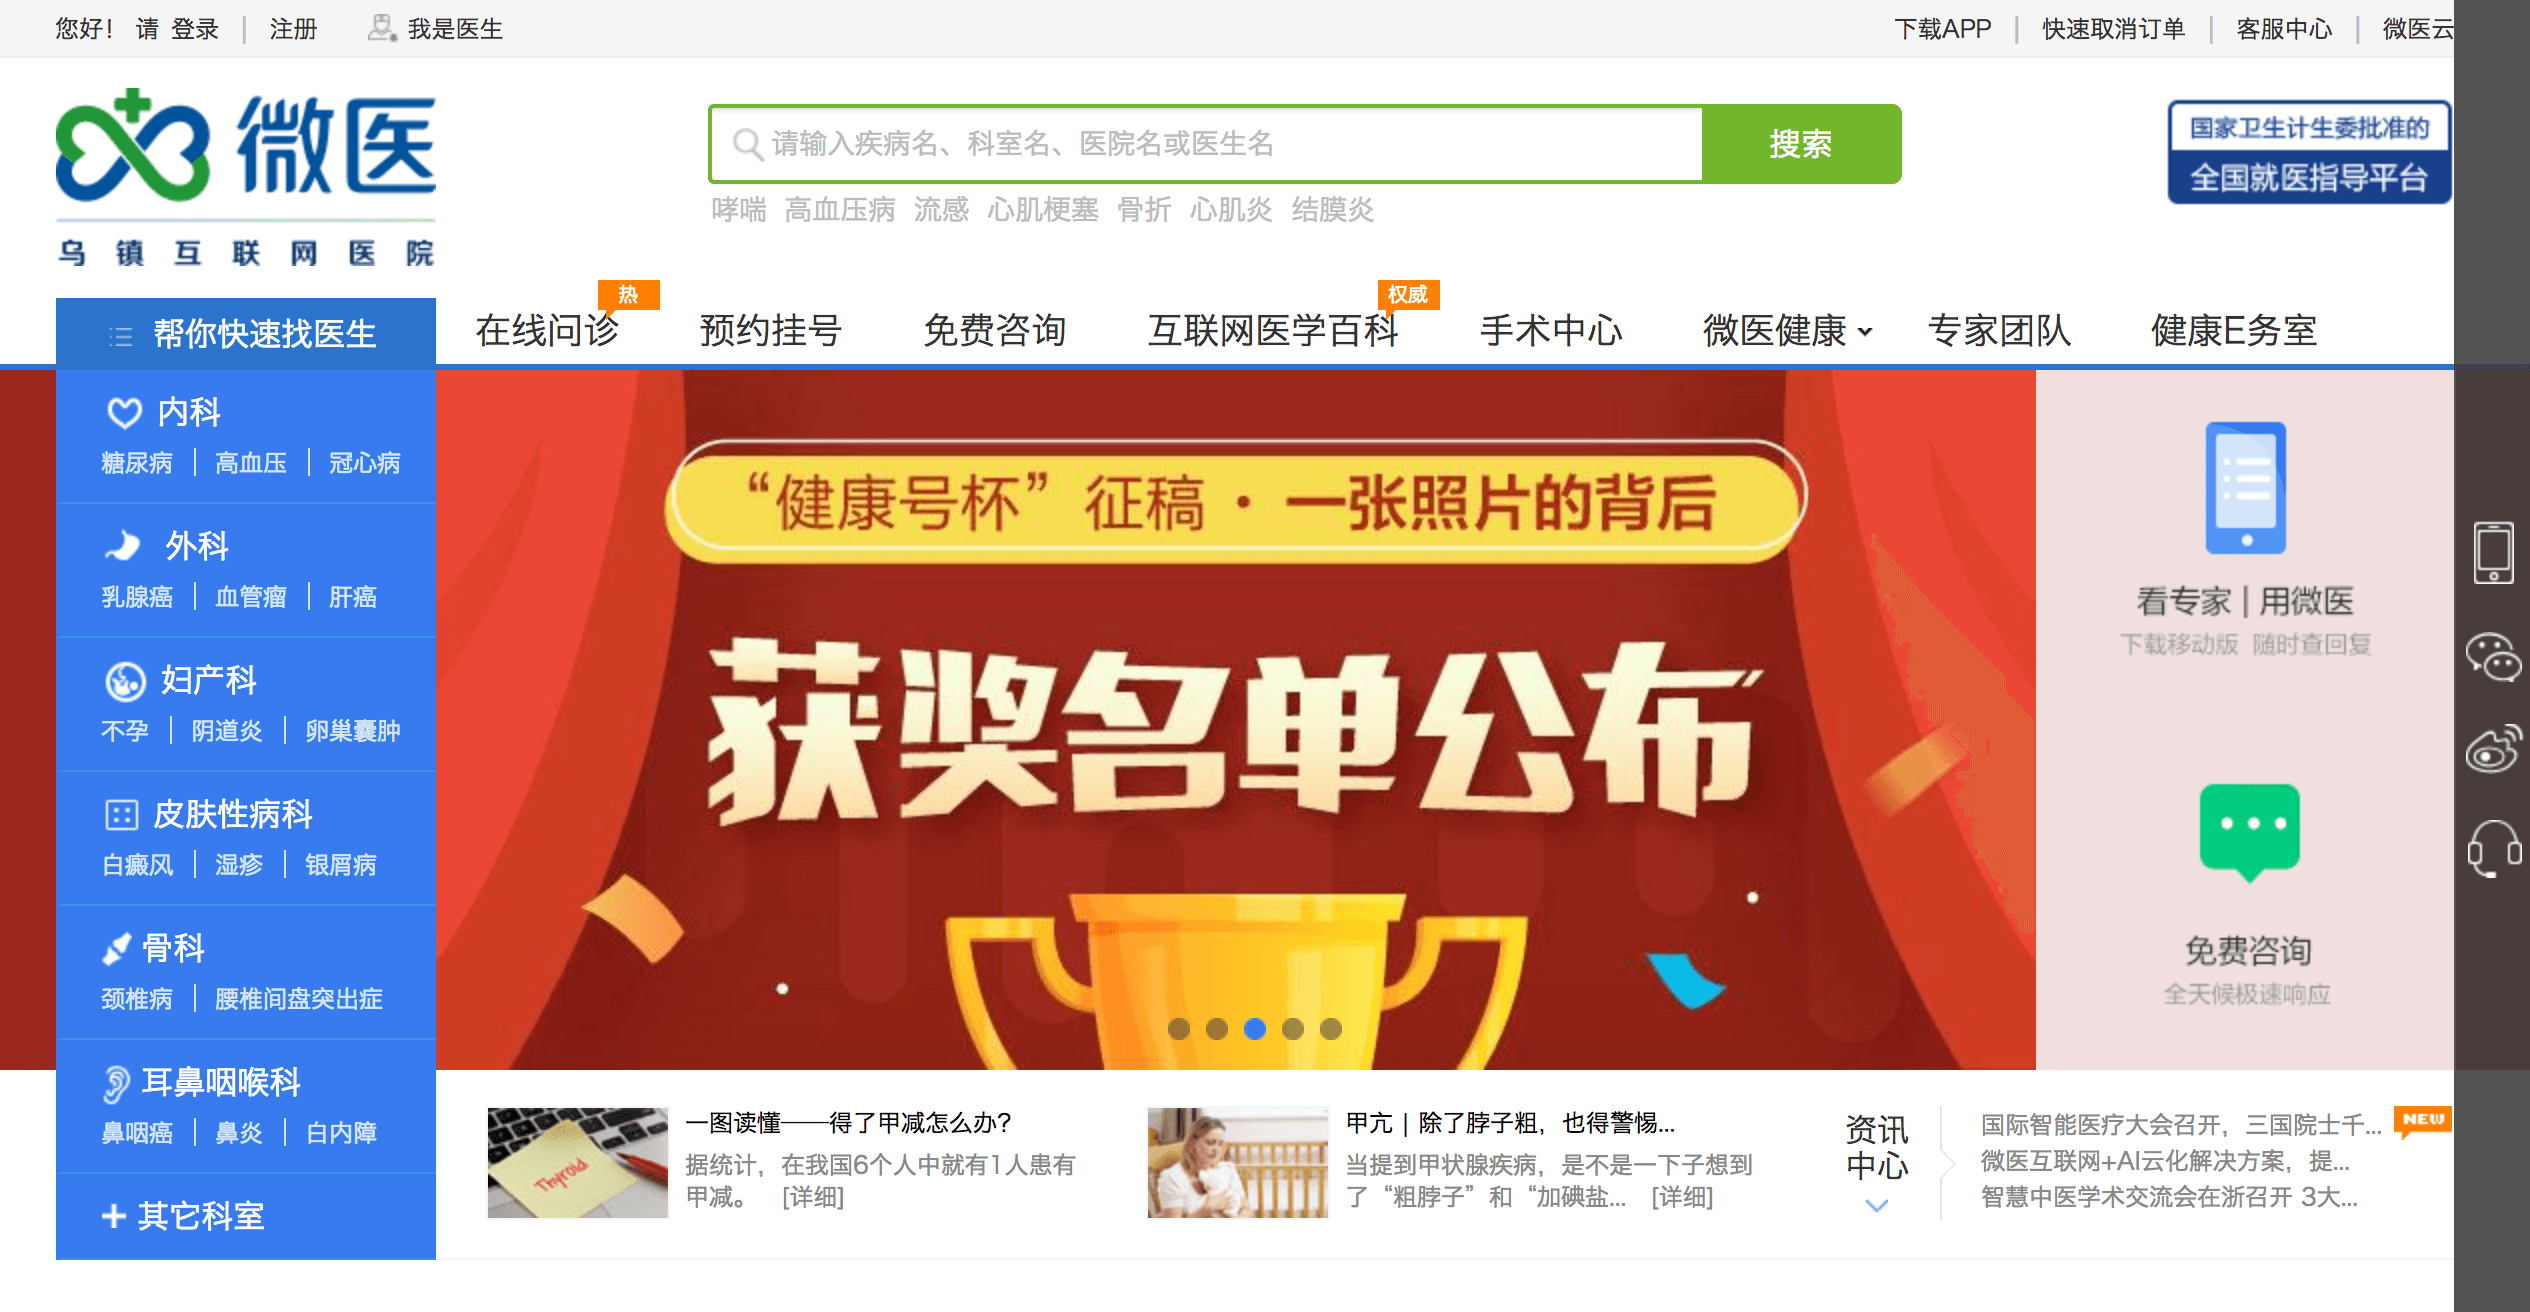 您好！ 请 登录 | 注册 我是医生
下载APP | 快速取消订单 | 客服中心 | 微医云
微医
乌镇互联网医院
请输入疾病名、科室名、医院名或医生名
搜索
哮喘 高血压病 流感 心肌梗塞 骨折 心肌炎 结膜炎
国家卫生计生委批准的
全国就医指导平台
热
权威
帮你快速找医生
在线问诊 预约挂号 免费咨询 互联网医学百科 手术中心 微医健康 专家团队 健康E务室
内科
糖尿病 | 高血压 | 冠心病
外科
乳腺癌 | 血管瘤 | 肝癌
妇产科
不孕 | 阴道炎 | 卵巢囊肿
皮肤性病科
白癜风 | 湿疹 | 银屑病
骨科
颈椎病 | 腰椎间盘突出症
耳鼻咽喉科
鼻咽癌 | 鼻炎 | 白内障
其它科室
“健康号杯”征稿·一张照片的背后
获奖名单公布
看专家 | 用微医
下载移动版 随时查回复
免费咨询
全天候极速响应
Thyroid
一图读懂——得了甲减怎么办？
据统计，在我国6个人中就有1人患有
甲减。 [详细]
甲亢 | 除了脖子粗，也得警惕...
当提到甲状腺疾病，是不是一下子想到
了“粗脖子”和“加碘盐... [详细]
资讯
中心
国际智能医疗大会召开，三国院士千...
NEW
微医互联网+AI云化解决方案，提...
智慧中医学术交流会在浙召开 3大...